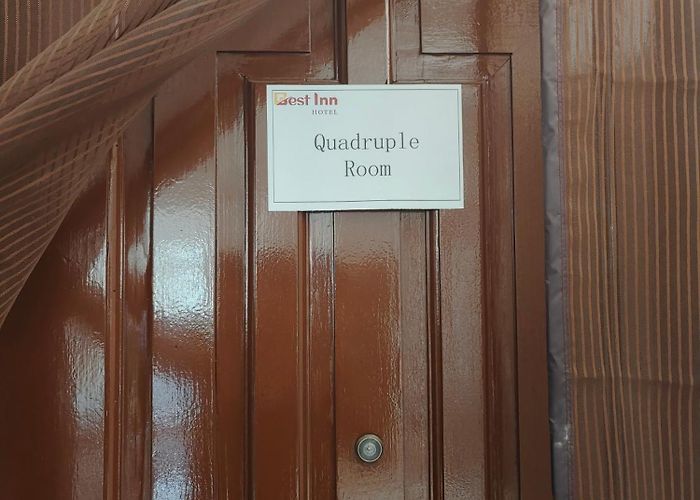 Best Inn
HOTEL
Quadruple
Room